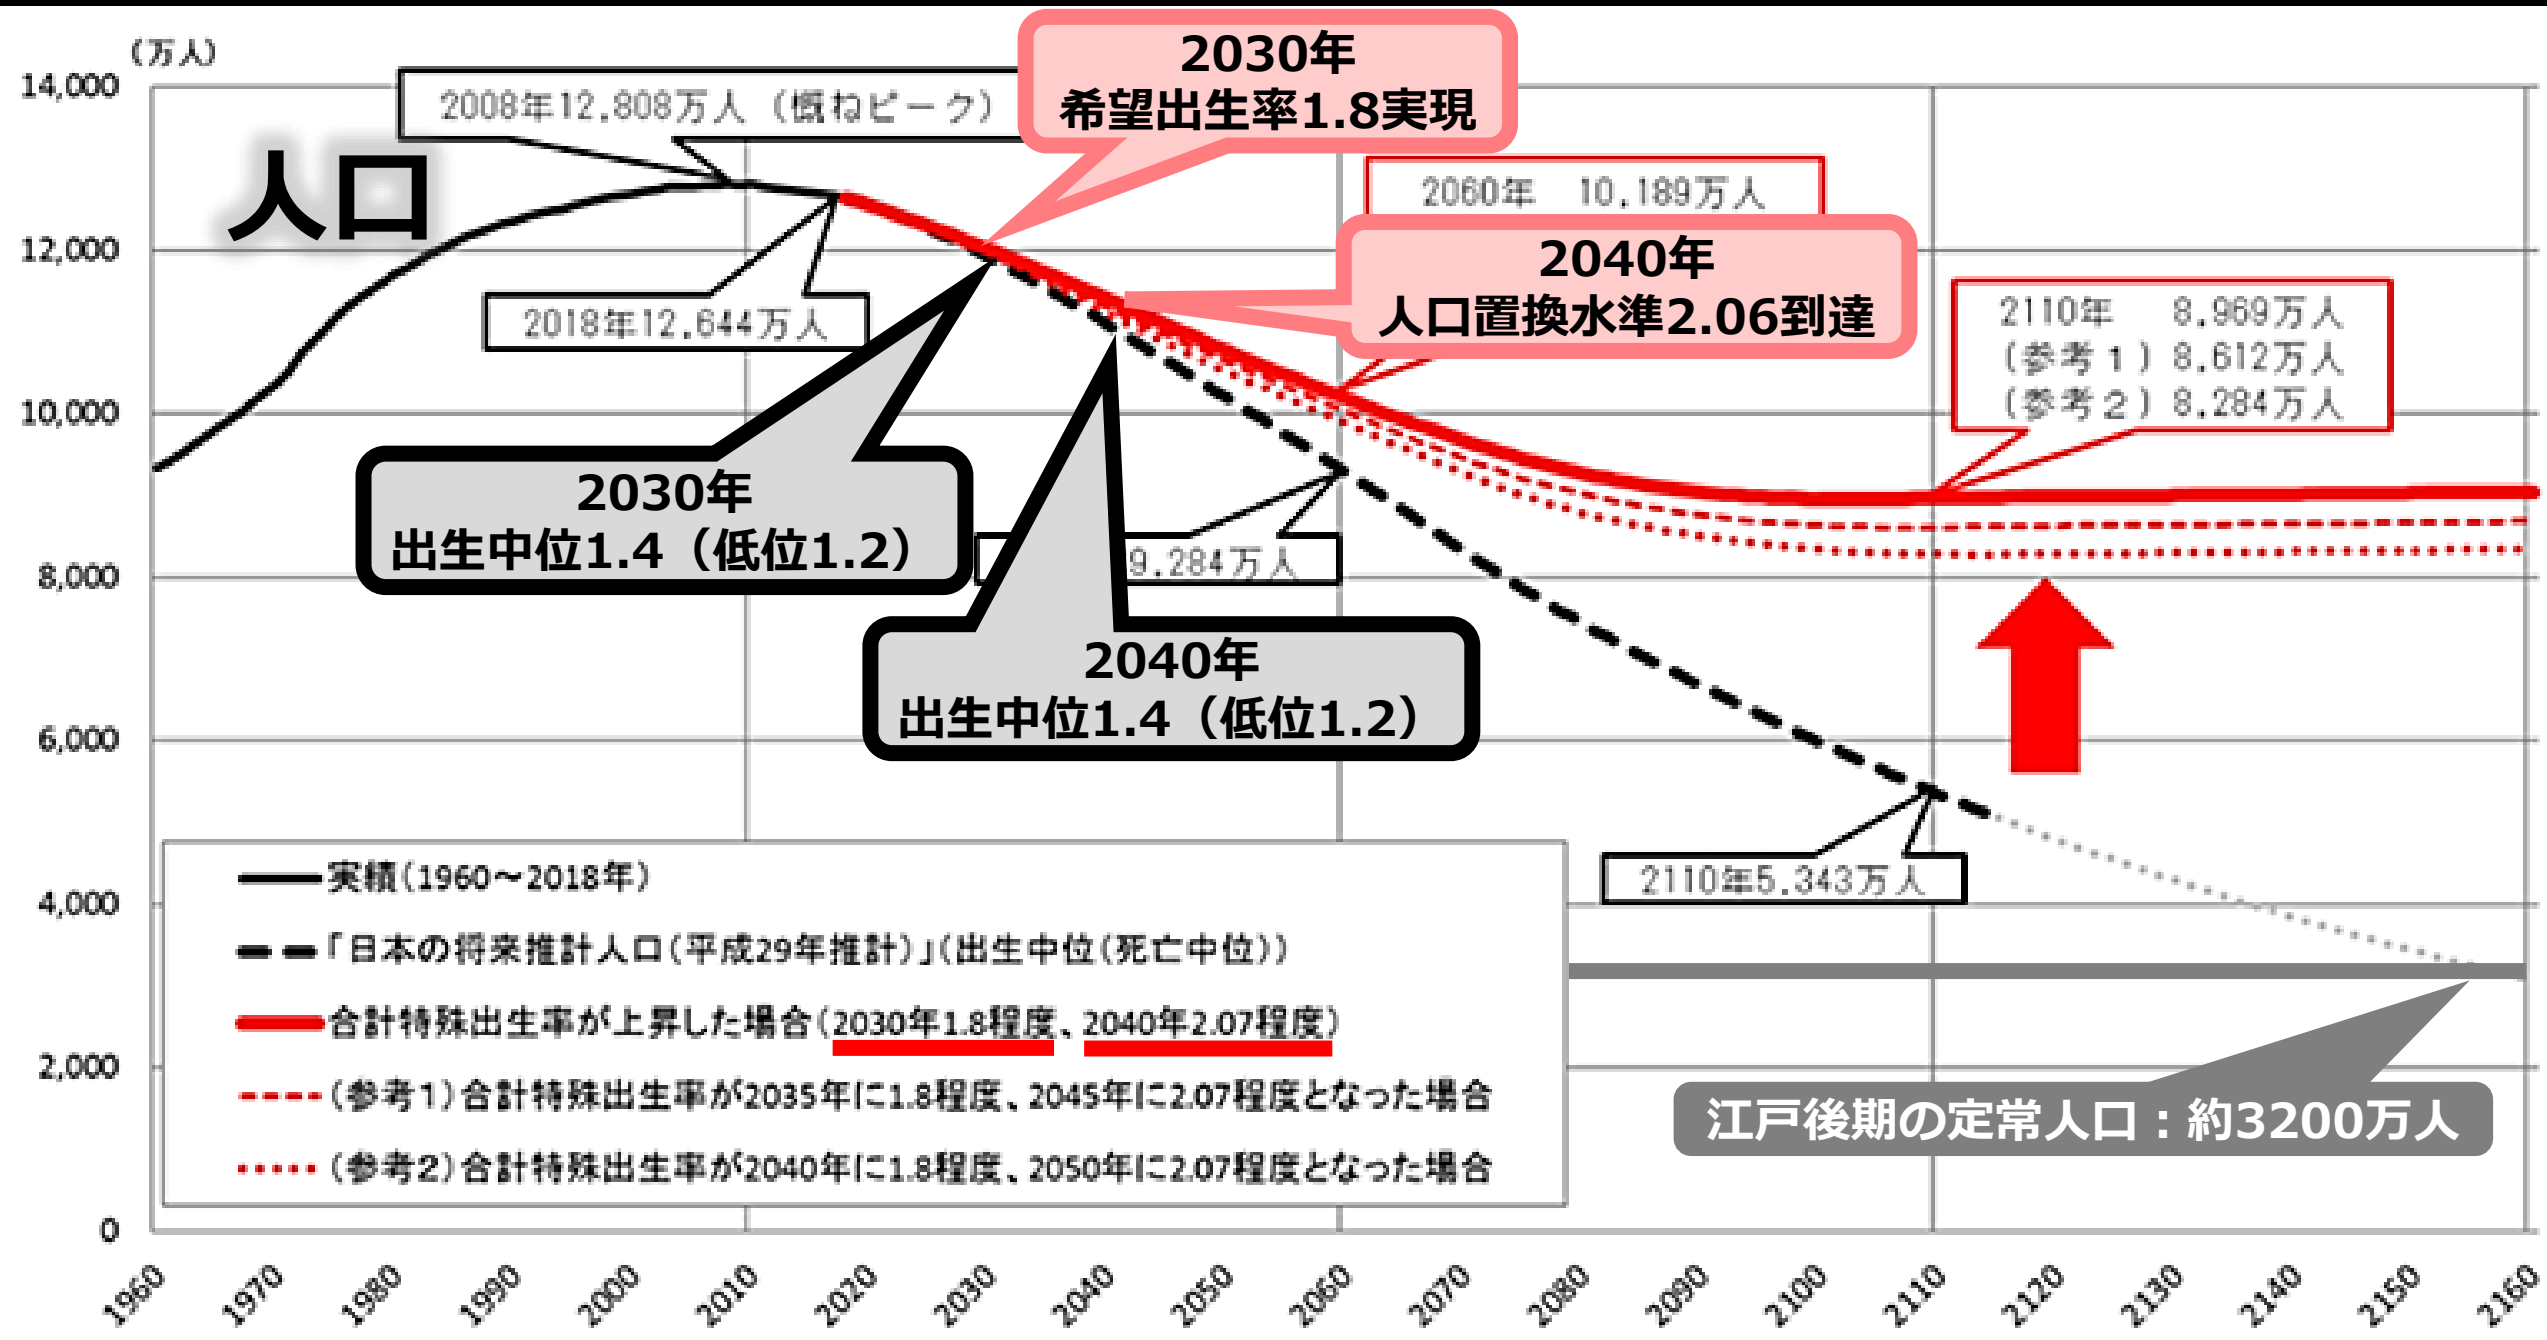 (万人)
14,000
12,000
10,000
8,000
6,000
4,000
2,000
0
人口
2008年12,808万人（概ねピーク）
2030年
希望出生率1.8実現
2060年 10,189万人
2040年
人口置換水準2.06到達
2018年12,644万人
2110年 8,969万人
(参考1) 8,612万人
(参考2) 8,284万人
2030年
出生中位1.4（低位1.2）
9,284万人
2040年
出生中位1.4（低位1.2）
2110年5,343万人
実績(1960～2018年)
「日本の将来推計人口(平成29年推計)」(出生中位(死亡中位))
合計特殊出生率が上昇した場合(2030年1.8程度、2040年2.07程度)
(参考1)合計特殊出生率が2035年に1.8程度、2045年に2.07程度となった場合
(参考2)合計特殊出生率が2040年に1.8程度、2050年に2.07程度となった場合
江戸後期の定常人口：約3200万人
1960
1970
1980
1990
2000
2010
2020
2030
2040
2050
2060
2070
2080
2090
2100
2110
2120
2130
2140
2150
2160